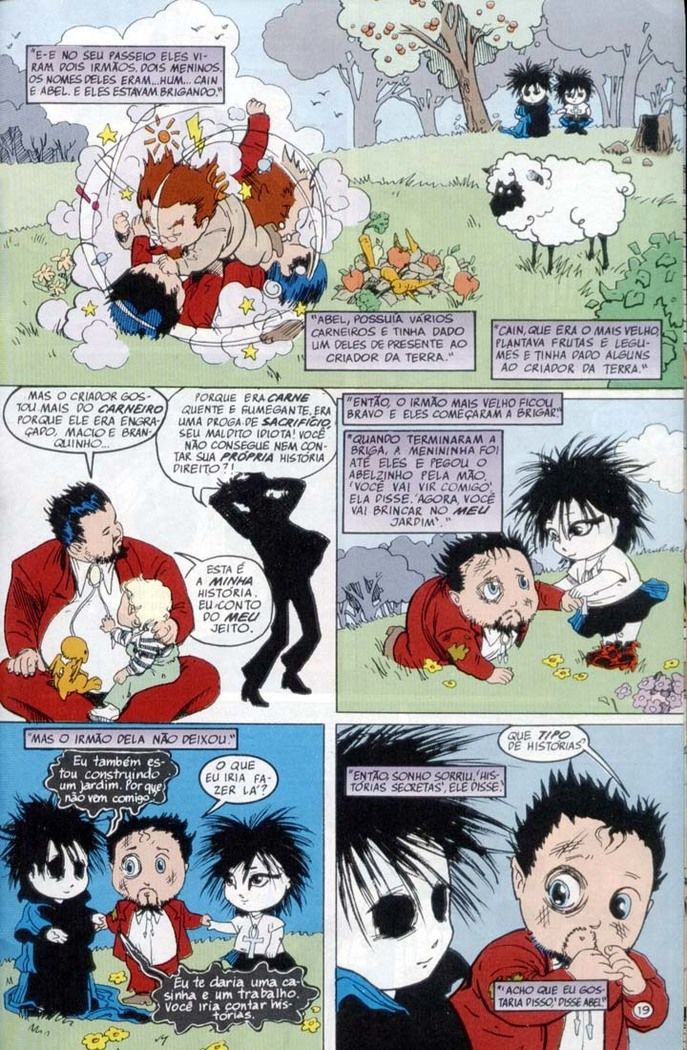 "E-E NO SEU PASSEIO ELES VI-
RAM DOIS IRMÃOS, DOIS MENINOS.
OS NOMES DELES ERAM...HUM... CAIN
E ABEL. E ELES ESTAVAM BRIGANDO."
"ABEL, POSSUÍA VÁRIOS
CARNEIROS E TINHA DADO
UM DELES DE PRESENTE AO
CRIADOR DA TERRA."
"CAIN, QUE ERA O MAIS VELHO,
PLANTAVA FRUTAS E LEGU-
MES E TINHA DADO ALGUNS
AO CRIADOR DA TERRA."
MAS O CRIADOR GOS-
TOU MAIS DO CARNEIRO
PORQUE ELE ERA ENGRA-
ÇADO, MACIO E BRAN-
QUINHO...
PORQUE ERA CARNE
QUENTE E FUMEGANTE, ERA
UMA DROGA DE SACRIFÍCIO,
SEU MALDITO IDIOTA! VOCÊ
NÃO CONSEGUE NEM CON-
TAR SUA PRÓPRIA HISTÓRIA
DIREITO?!
ESTA É
A MINHA
HISTÓRIA.
EU CONTO
DO MEU
JEITO.
"ENTÃO, O IRMÃO MAIS VELHO FICOU
BRAVO E ELES COMEÇARAM A BRIGAR."
"QUANDO TERMINARAM A
BRIGA, A MENININHA FOI
ATÉ ELES E PEGOU O
ABELZINHO PELA MÃO.
'VOCÊ VAI VIR COMIGO',
ELA DISSE. 'AGORA, VOCÊ
VAI BRINCAR NO MEU
JARDIM'."
"MAS O IRMÃO DELA NÃO DEIXOU."
Eu também es-
tou construindo
um jardim. Por que
não vem comigo?
O QUE
EU IRIA FA-
ZER LÁ?
Eu te daria uma ca-
sinha e um trabalho.
Você iria contar his-
tórias.
"ENTÃO, SONHO SORRIU. 'HIS-
TÓRIAS SECRETAS', ELE DISSE."
QUE TIPO
DE HISTÓRIAS?
"'ACHO QUE EU GOS-
TARIA DISSO,' DISSE ABEL."
19